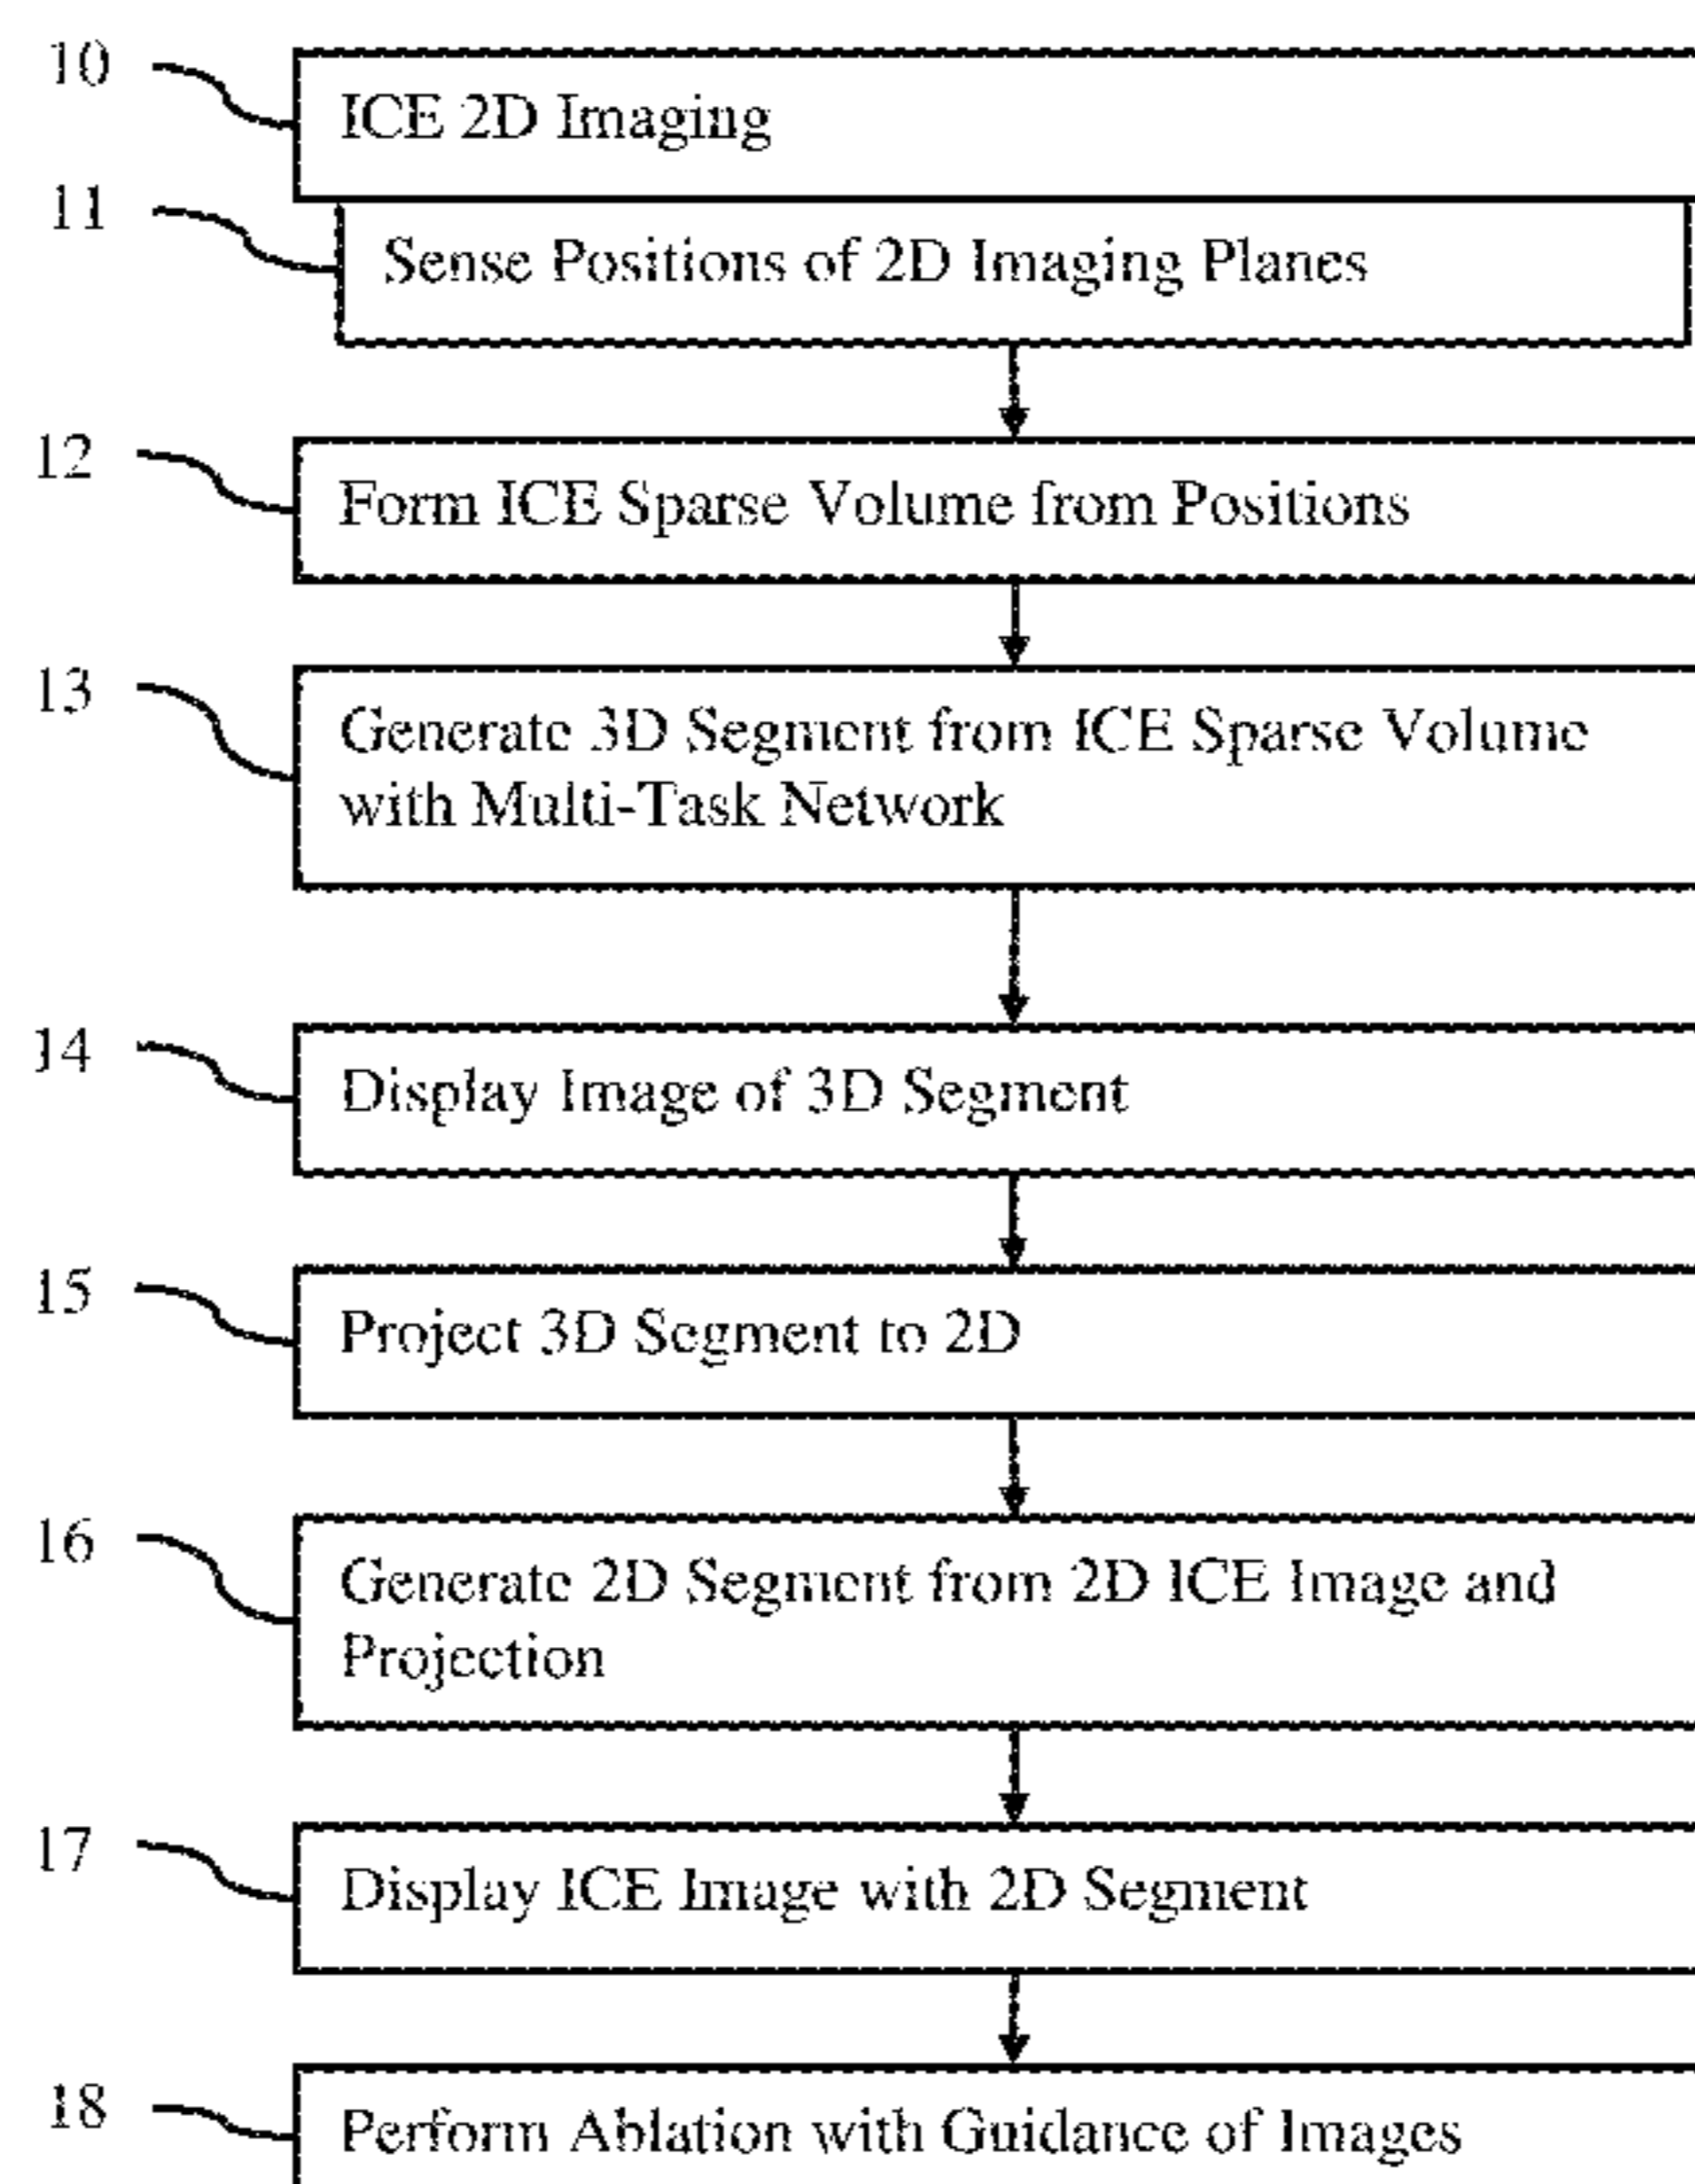 10
ICE 2D Imaging
11
Sense Positions of 2D Imaging Planes
12
Form ICE Sparse Volume from Positions
13
Generate 3D Segment from ICE Sparse Volume
with Multi-Task Network
14
Display Image of 3D Segment
15
Project 3D Segment to 2D
16
Generate 2D Segment from 2D ICE Image and
Projection
17
Display ICE Image with 2D Segment
18
Perform Ablation with Guidance of Images